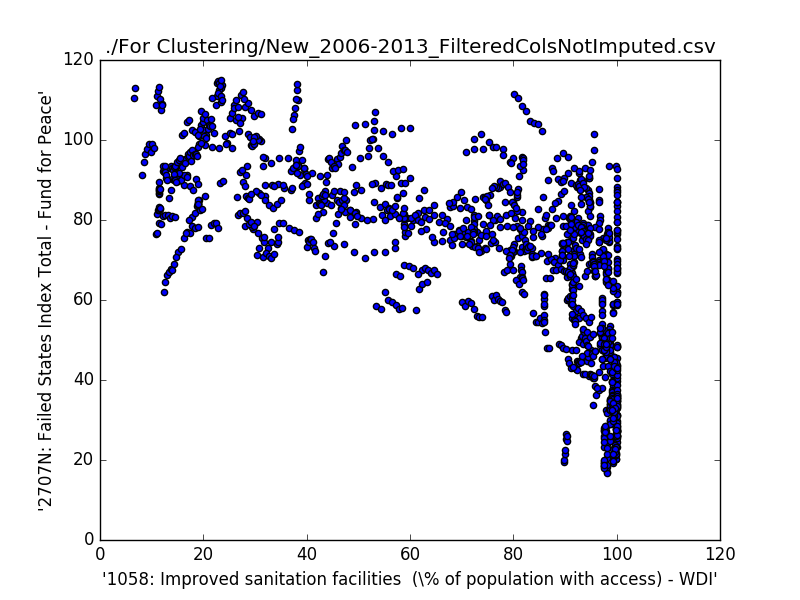 ./For Clustering/New_2006-2013_FilteredColsNotImputed.csv
120
100
80
60
40
20
0
'2707N: Failed States Index Total - Fund for Peace'
0 20 40 60 80 100 120
'1058: Improved sanitation facilities  (\% of population with access) - WDI'